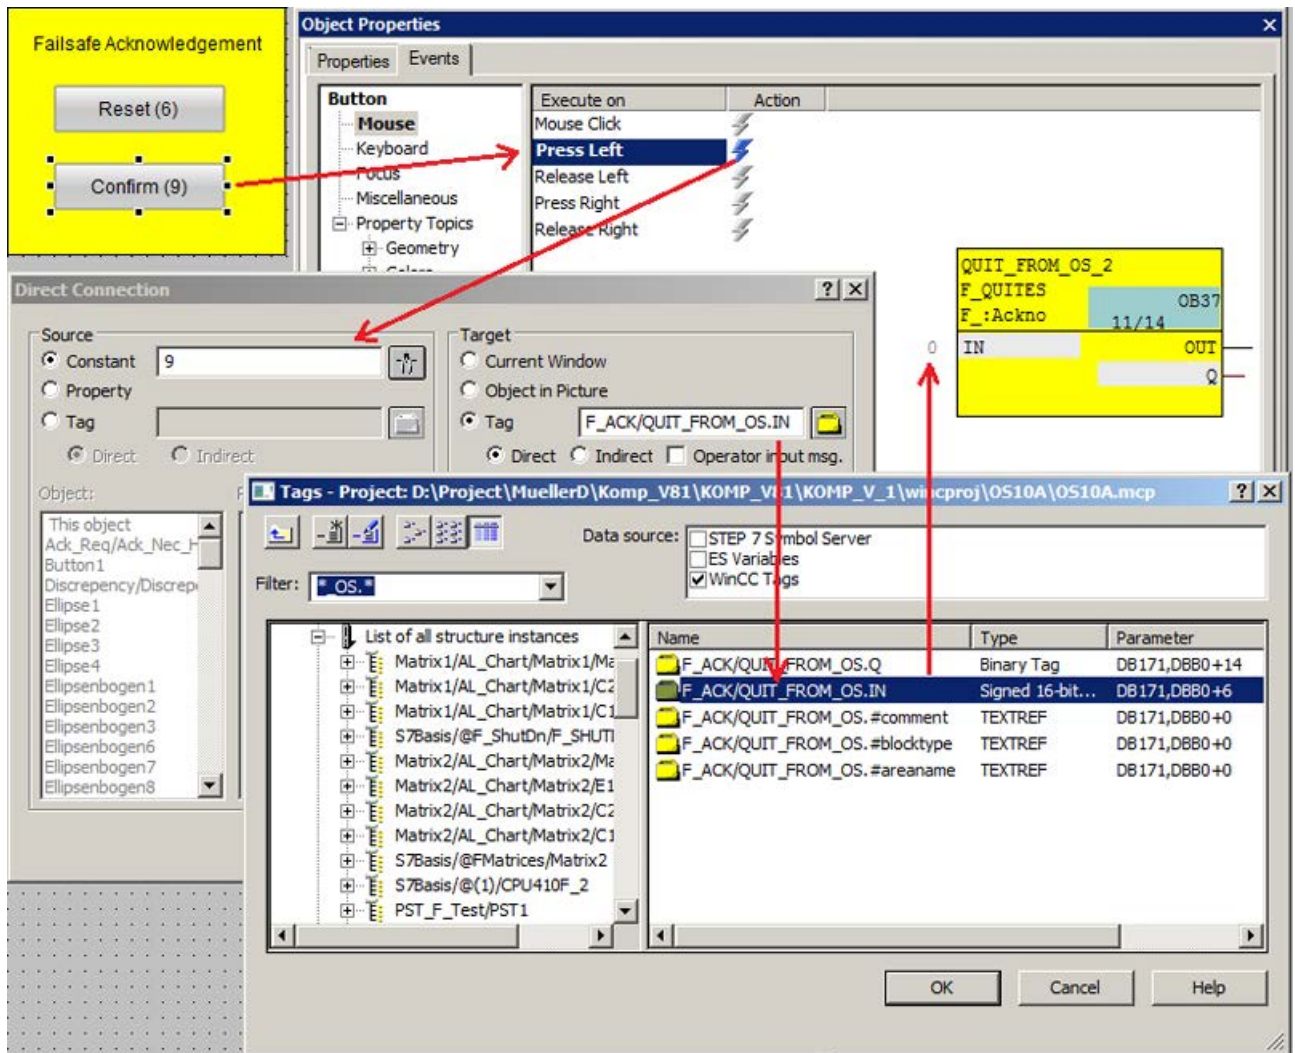 Failsafe Acknowledgement
Reset (6)
Confirm (9)
Object Properties
Properties
Events
Button
Mouse
Keyboard
Focus
Miscellaneous
Property Topics
Geometry
Colors
Execute on
Action
Mouse Click
Press Left
Release Left
Press Right
Release Right
QUIT_FROM_OS_2
F_QUITES
F_:Ackno
OB37
11/14
0
IN
OUT
Q
Direct Connection
Source
Constant
9
Property
Tag
Direct
Indirect
Target
Current Window
Object in Picture
Tag
F_ACK/QUIT_FROM_OS.IN
Direct
Indirect
Operator input msg.
Object:
This object
Ack_Req/Ack_Nec_H
Button1
Discrepency/Discrep
Ellipse1
Ellipse2
Ellipse3
Ellipse4
Ellipsenbogen1
Ellipsenbogen2
Ellipsenbogen3
Ellipsenbogen6
Ellipsenbogen7
Ellipsenbogen8
Tags - Project: D:\Project\MuellerD\Komp_V81\KOMP_V81\KOMP_V_1\wincproj\OS10A\OS10A.mcp
Data source:
STEP 7 Symbol Server
ES Variables
WinCC Tags
Filter:
*_OS.*
List of all structure instances
Matrix1/AL_Chart/Matrix1/Ma
Matrix1/AL_Chart/Matrix1/C2
Matrix1/AL_Chart/Matrix1/C1
S7Basis/@F_ShutDn/F_SHUT
Matrix2/AL_Chart/Matrix2/Ma
Matrix2/AL_Chart/Matrix2/E1
Matrix2/AL_Chart/Matrix2/C2
Matrix2/AL_Chart/Matrix2/C1
S7Basis/@FMatrices/Matrix2
S7Basis/@(1)/CPU410F_2
PST_F_Test/PST1
Name
Type
Parameter
F_ACK/QUIT_FROM_OS.Q
Binary Tag
DB171,DBB0+14
F_ACK/QUIT_FROM_OS.IN
Signed 16-bit...
DB171,DBB0+6
F_ACK/QUIT_FROM_OS.#comment
TEXTREF
DB171,DBB0+0
F_ACK/QUIT_FROM_OS.#blocktype
TEXTREF
DB171,DBB0+0
F_ACK/QUIT_FROM_OS.#areaname
TEXTREF
DB171,DBB0+0
OK
Cancel
Help